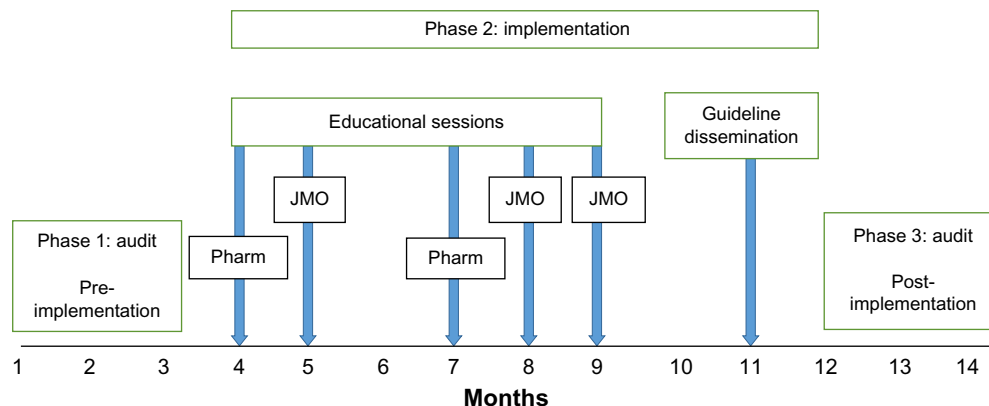 Phase 2: implementation
Educational sessions
Guideline
dissemination
JMO
JMO
JMO
Phase 1: audit
Pre-
implementation
Pharm
Pharm
Phase 3: audit
Post-
implementation
1 2 3 4 5 6 7 8 9 10 11 12 13 14
Months